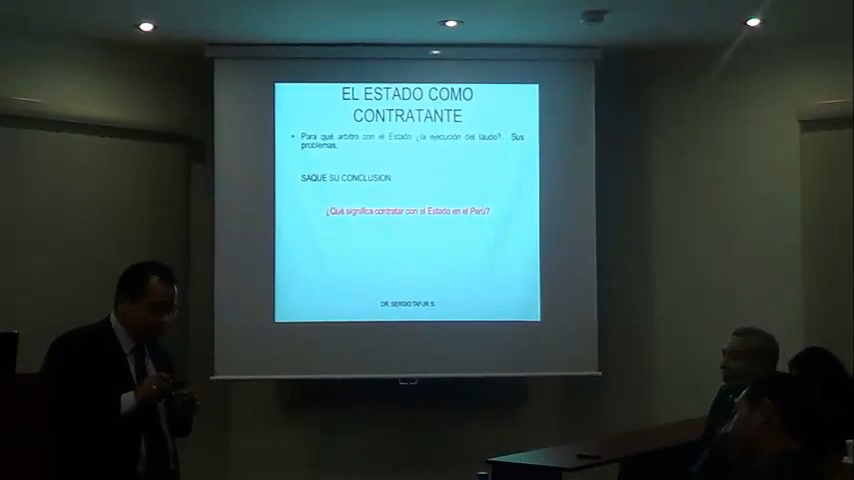 EL ESTADO COMO
CONTRATANTE
• Para qué arbitro con el Estado ¿la ejecución del laudo?. Sus
problemas.
SAQUE SU CONCLUSION
¿Qué significa contratar con el Estado en el Perú?
DR. SERGIO TAFUR S.